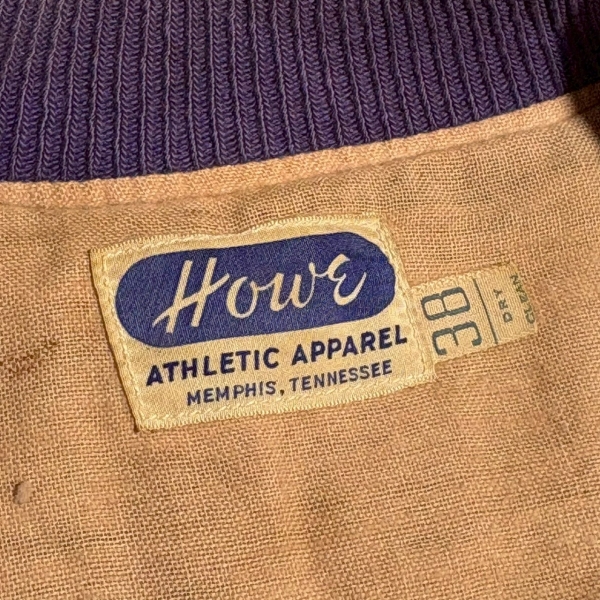 Howe
ATHLETIC APPAREL
MEMPHIS, TENNESSEE
38
DRY
CLEAN